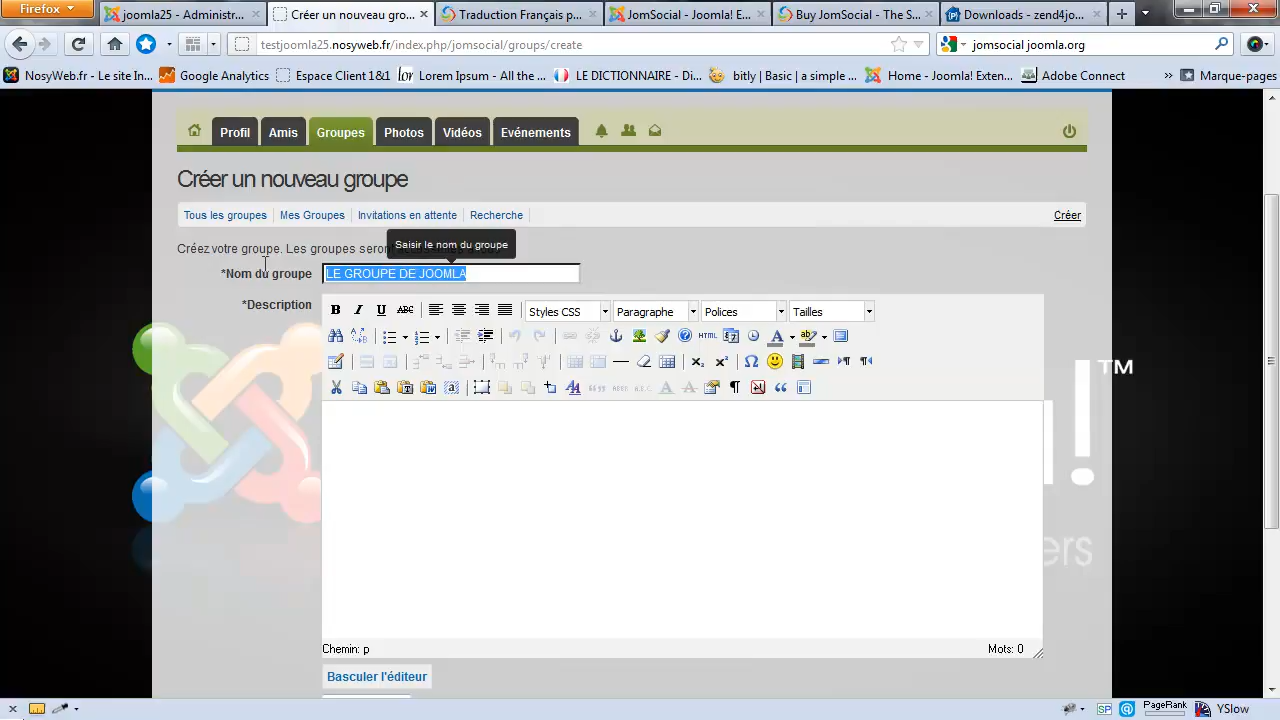 Firefox
joomla25 - Administr... Créer un nouveau gro... Traduction Français p... JomSocial - Joomla! E... Buy JomSocial - The S... Downloads - zend4jo...
testjoomla25.nosyweb.fr/index.php/jomsocial/groups/create jomsocial joomla.org
NosyWeb.fr - Le site In... Google Analytics Espace Client 1&1 Lorem Ipsum - All the ... LE DICTIONNAIRE - Di... bitly | Basic | a simple... Home - Joomla! Exten... Adobe Connect » Marque-pages
Profil Amis Groupes Photos Vidéos Evénements
Créer un nouveau groupe
Tous les groupes Mes Groupes Invitations en attente Recherche Créer
Saisir le nom du groupe
Créez votre groupe. Les groupes seron
*Nom du groupe LE GROUPE DE JOOMLA
*Description
B I U ABC Styles CSS Paragraphe Polices Tailles
HTML
TM
!
ers
Chemin: p Mots: 0
Basculer l'éditeur
SP PageRank YSlow